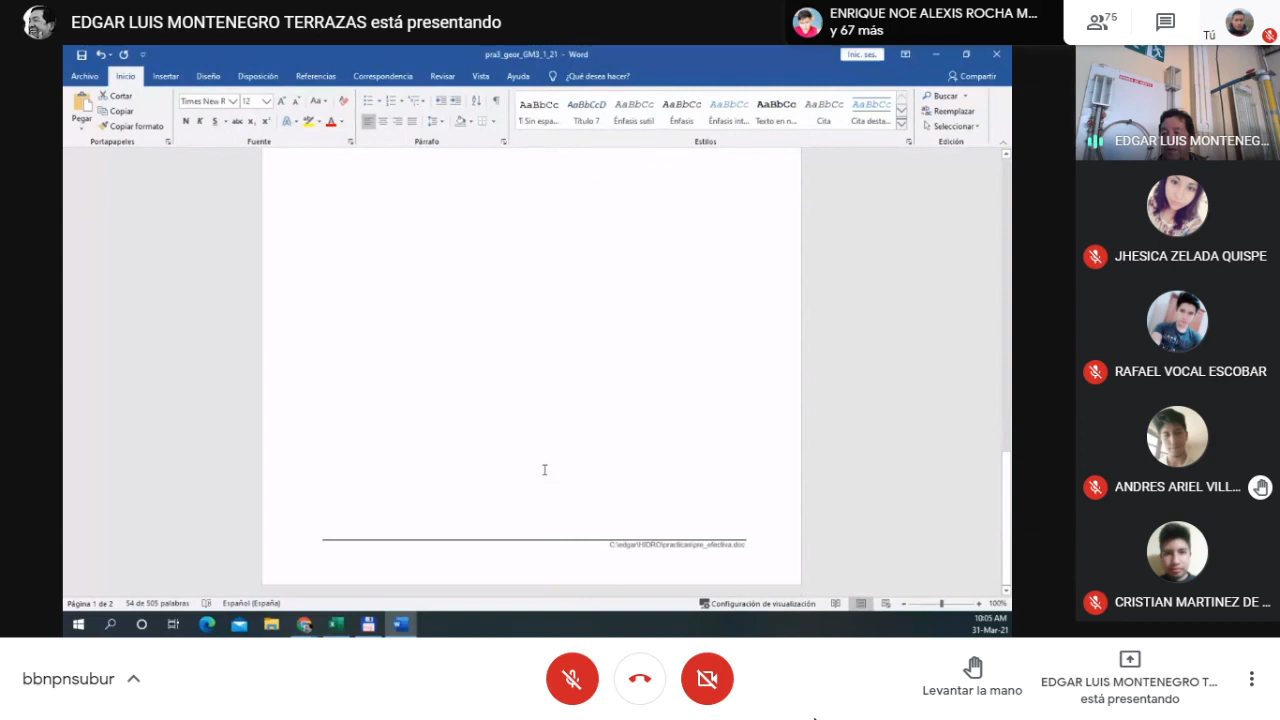 EDGAR LUIS MONTENEGRO TERRAZAS está presentando
ENRIQUE NOE ALEXIS ROCHA M...
y 67 más
75
Tú
pra3_geor_GM3_1_21 - Word
Inic. ses.
Archivo Inicio Insertar Diseño Disposición Referencias Correspondencia Revisar Vista Ayuda ¿Qué desea hacer? Compartir
Pegar
Cortar
Copiar
Copiar formato
Portapapeles
Times New R 12
N K S abc x₂ x²
Fuente
Párrafo
AaBbCc AaBbCcD AaBbCc AaBbCc AaBbCc AaBbCc AaBbCc AaBbCc
¶ Sin espa... Título 7 Énfasis sutil Énfasis Énfasis int... Texto en n... Cita Cita desta...
Estilos
Buscar
Reemplazar
Seleccionar
Edición
C:\edgar\HIDRO\practicas\pre_efectiva.doc
Página 1 de 2 54 de 505 palabras Español (España) Configuración de visualización 100%
10:05 AM
31-Mar-21
EDGAR LUIS MONTENEG...
JHESICA ZELADA QUISPE
RAFAEL VOCAL ESCOBAR
ANDRES ARIEL VILL...
CRISTIAN MARTINEZ DE ...
bbnpnsubur
Levantar la mano
EDGAR LUIS MONTENEGRO T...
está presentando